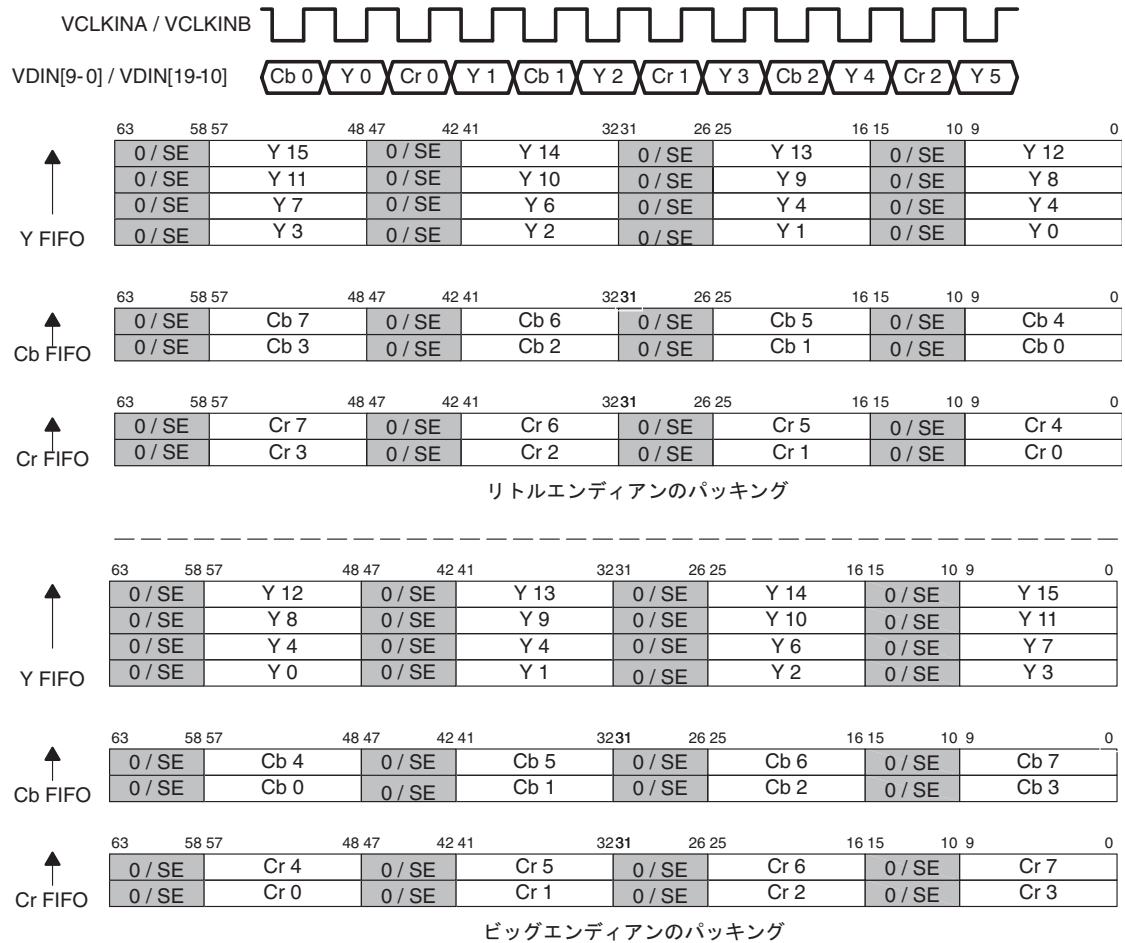 VCLKINA / VCLKINB
VDIN[9-0] / VDIN[19-10] Cb 0 Y 0 Cr 0 Y 1 Cb 1 Y 2 Cr 1 Y 3 Cb 2 Y 4 Cr 2 Y 5
63 58 57 48 47 42 41 32 31 26 25 16 15 10 9 0
0 / SE Y 15 0 / SE Y 14 0 / SE Y 13 0 / SE Y 12
0 / SE Y 11 0 / SE Y 10 0 / SE Y 9 0 / SE Y 8
0 / SE Y 7 0 / SE Y 6 0 / SE Y 4 0 / SE Y 4
Y FIFO 0 / SE Y 3 0 / SE Y 2 0 / SE Y 1 0 / SE Y 0
63 58 57 48 47 42 41 32 31 26 25 16 15 10 9 0
0 / SE Cb 7 0 / SE Cb 6 0 / SE Cb 5 0 / SE Cb 4
Cb FIFO 0 / SE Cb 3 0 / SE Cb 2 0 / SE Cb 1 0 / SE Cb 0
63 58 57 48 47 42 41 32 31 26 25 16 15 10 9 0
0 / SE Cr 7 0 / SE Cr 6 0 / SE Cr 5 0 / SE Cr 4
Cr FIFO 0 / SE Cr 3 0 / SE Cr 2 0 / SE Cr 1 0 / SE Cr 0
リトルエンディアンのパッキング
63 58 57 48 47 42 41 32 31 26 25 16 15 10 9 0
0 / SE Y 12 0 / SE Y 13 0 / SE Y 14 0 / SE Y 15
0 / SE Y 8 0 / SE Y 9 0 / SE Y 10 0 / SE Y 11
0 / SE Y 4 0 / SE Y 4 0 / SE Y 6 0 / SE Y 7
Y FIFO 0 / SE Y 0 0 / SE Y 1 0 / SE Y 2 0 / SE Y 3
63 58 57 48 47 42 41 32 31 26 25 16 15 10 9 0
0 / SE Cb 4 0 / SE Cb 5 0 / SE Cb 6 0 / SE Cb 7
Cb FIFO 0 / SE Cb 0 0 / SE Cb 1 0 / SE Cb 2 0 / SE Cb 3
63 58 57 48 47 42 41 32 31 26 25 16 15 10 9 0
0 / SE Cr 4 0 / SE Cr 5 0 / SE Cr 6 0 / SE Cr 7
Cr FIFO 0 / SE Cr 0 0 / SE Cr 1 0 / SE Cr 2 0 / SE Cr 3
ビッグエンディアンのパッキング